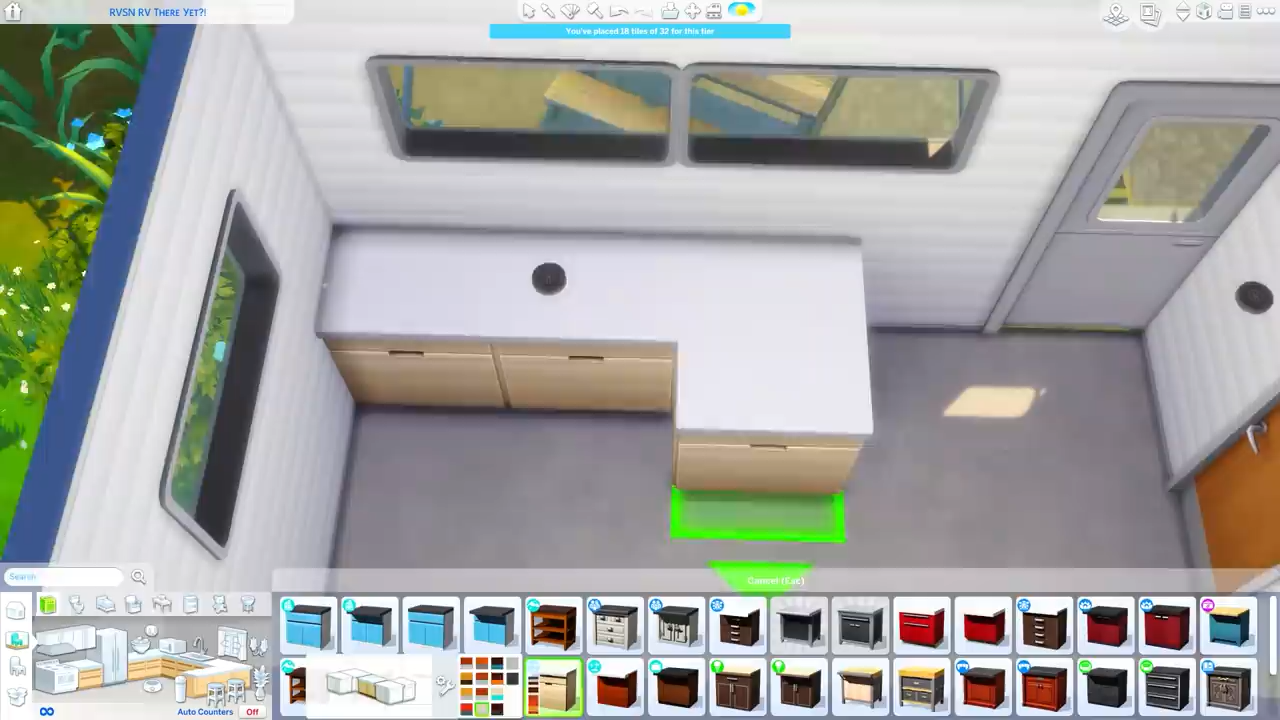 RVSN RV THERE YET?!
You've placed 18 tiles of 32 for this tier
Cancel (Esc)
Search
Auto Counters
Off